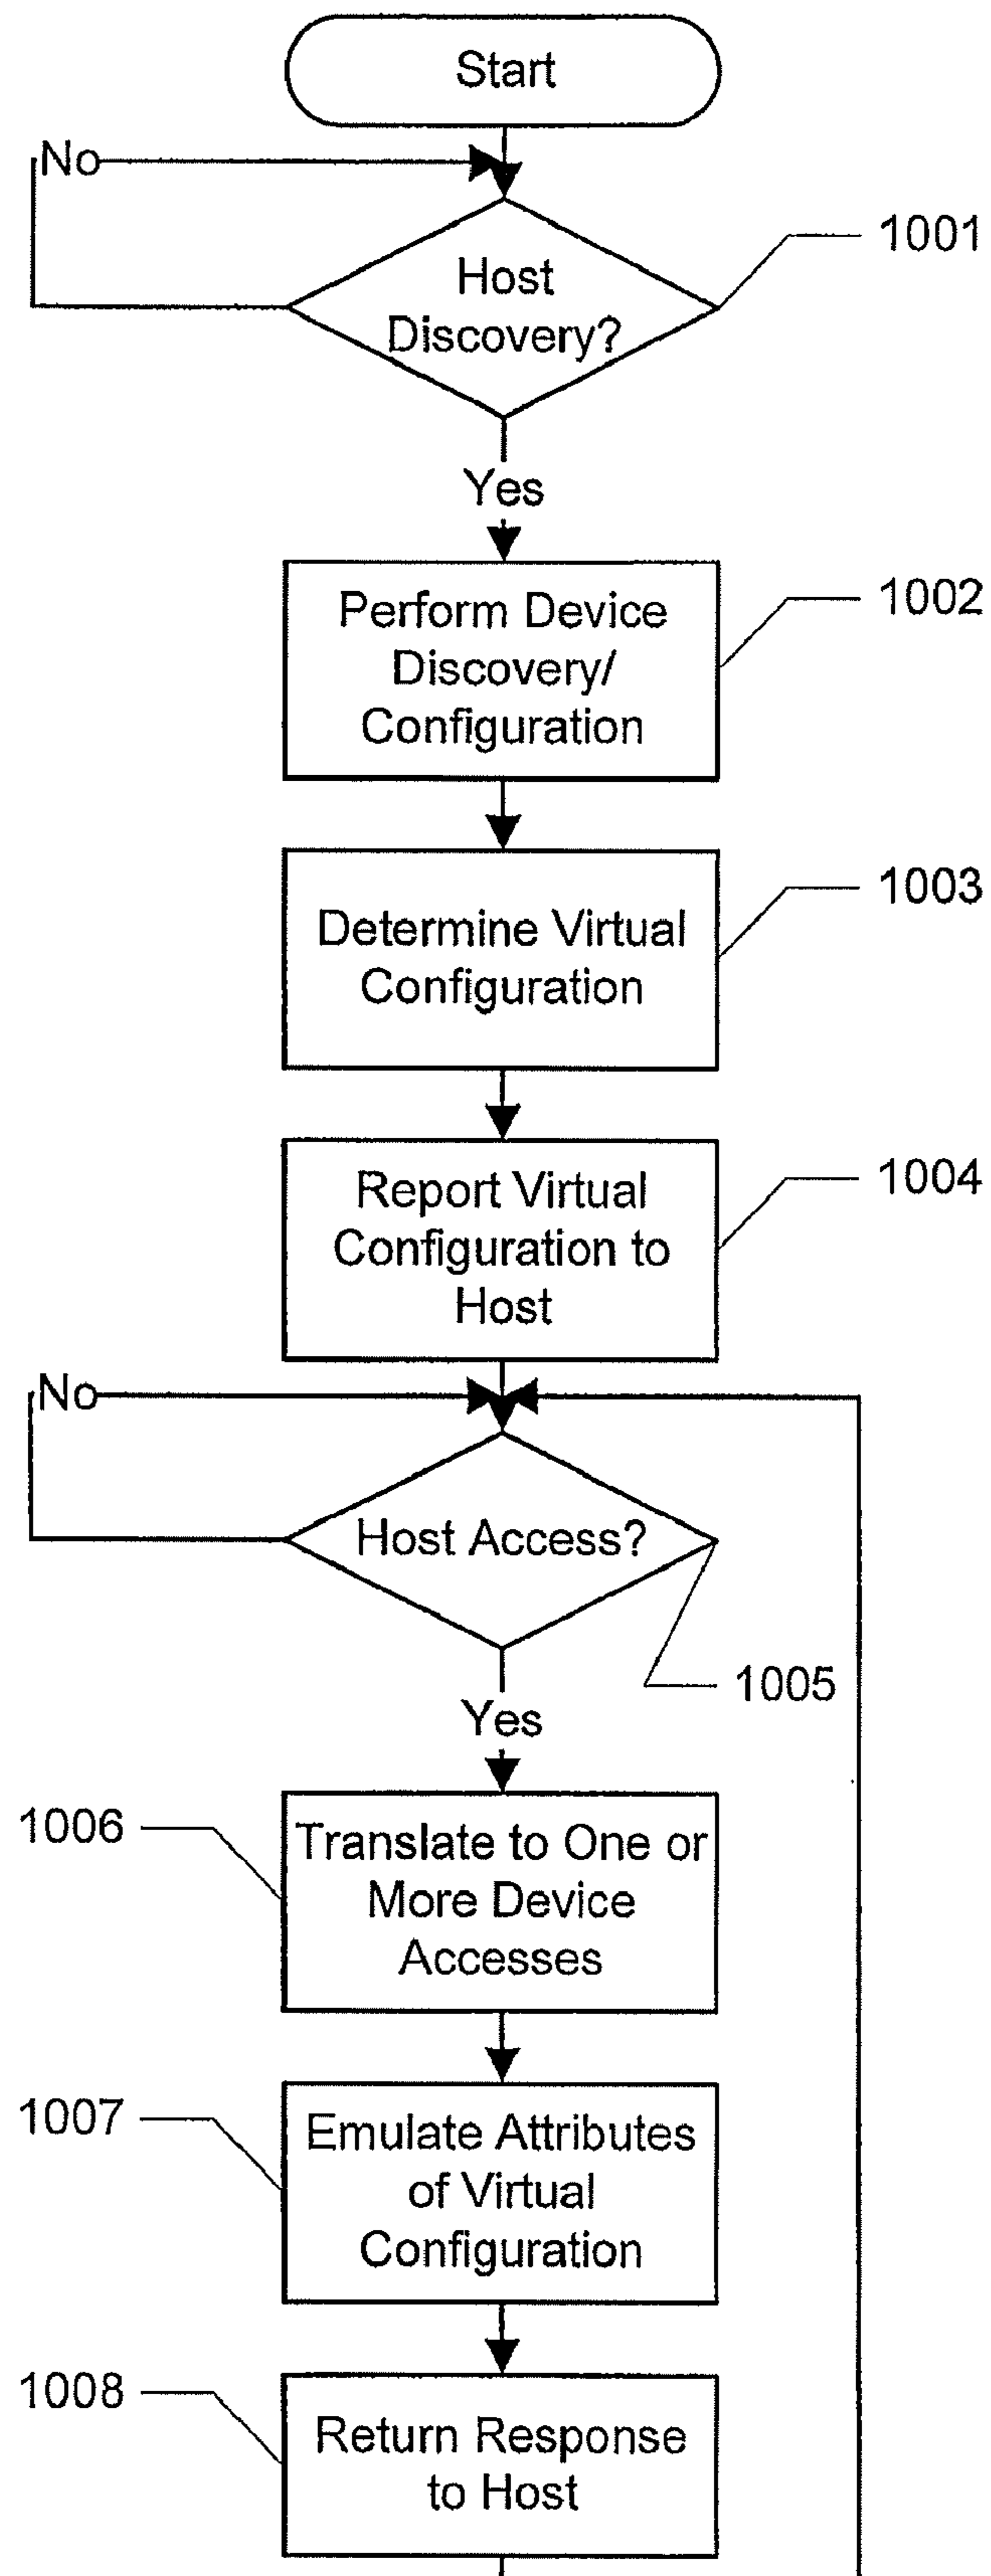 Start
No
1001
Host
Discovery?
Yes
1002
Perform Device
Discovery/
Configuration
1003
Determine Virtual
Configuration
1004
Report Virtual
Configuration to
Host
No
Host Access?
1005
Yes
1006
Translate to One or
More Device
Accesses
1007
Emulate Attributes
of Virtual
Configuration
1008
Return Response
to Host